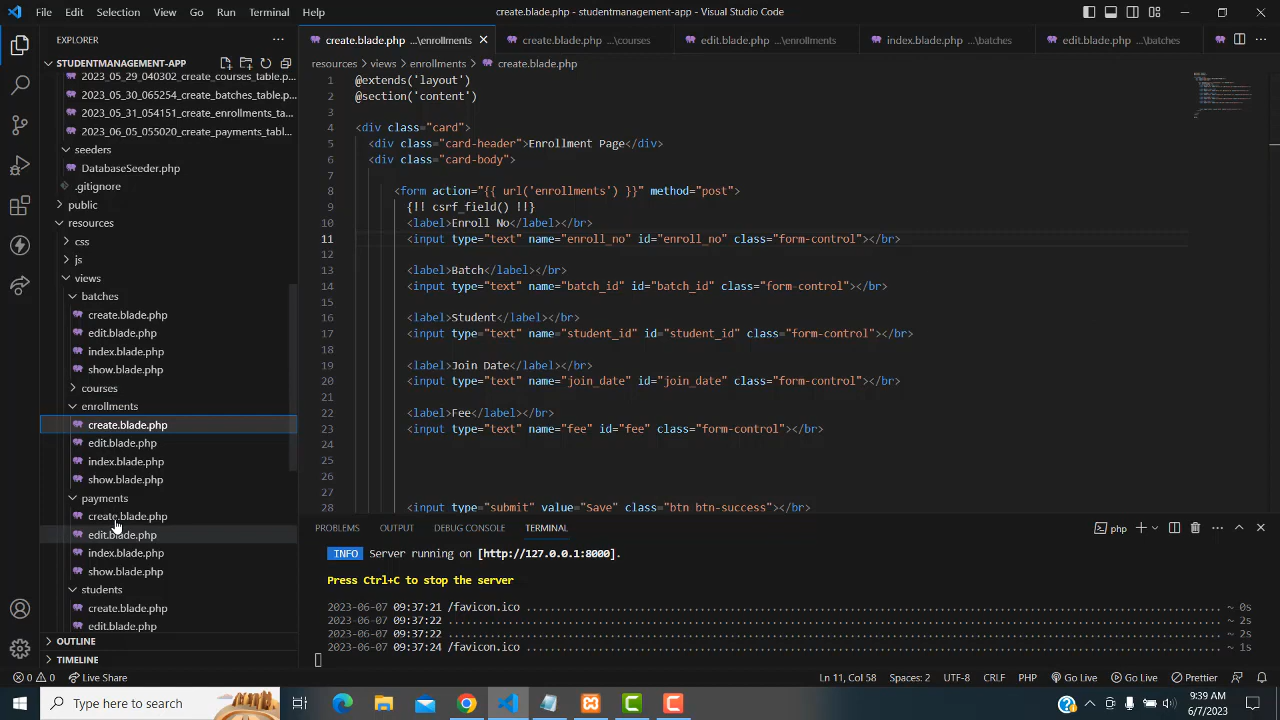 File Edit Selection View Go Run Terminal Help
create.blade.php - studentmanagement-app - Visual Studio Code
EXPLORER
STUDENTMANAGEMENT-APP
2023_05_29_040302_create_courses_table.p...
2023_05_30_065254_create_batches_table.p...
2023_05_31_054151_create_enrollments_ta...
2023_06_05_055020_create_payments_tabl...
seeders
DatabaseSeeder.php
.gitignore
public
resources
css
js
views
batches
create.blade.php
edit.blade.php
index.blade.php
show.blade.php
courses
enrollments
create.blade.php
edit.blade.php
index.blade.php
show.blade.php
payments
create.blade.php
edit.blade.php
index.blade.php
show.blade.php
students
create.blade.php
edit.blade.php
OUTLINE
TIMELINE
create.blade.php ...\enrollments
create.blade.php ...\courses
edit.blade.php ...\enrollments
index.blade.php ...\batches
edit.blade.php ...\batches
resources > views > enrollments > create.blade.php
1 @extends('layout')
2 @section('content')
3
4 <div class="card">
5 <div class="card-header">Enrollment Page</div>
6 <div class="card-body">
7
8 <form action="{{ url('enrollments') }}" method="post">
9 {!! csrf_field() !!}
10 <label>Enroll No</label></br>
11 <input type="text" name="enroll_no" id="enroll_no" class="form-control"></br>
12
13 <label>Batch</label></br>
14 <input type="text" name="batch_id" id="batch_id" class="form-control"></br>
15
16 <label>Student</label></br>
17 <input type="text" name="student_id" id="student_id" class="form-control"></br>
18
19 <label>Join Date</label></br>
20 <input type="text" name="join_date" id="join_date" class="form-control"></br>
21
22 <label>Fee</label></br>
23 <input type="text" name="fee" id="fee" class="form-control"></br>
24
25
26
27
28 <input type="submit" value="Save" class="btn btn-success"></br>
PROBLEMS OUTPUT DEBUG CONSOLE TERMINAL
php
INFO Server running on [http://127.0.0.1:8000].
Press Ctrl+C to stop the server
2023-06-07 09:37:21 /favicon.ico ~ 0s
2023-06-07 09:37:22 ~ 2s
2023-06-07 09:37:22 ~ 2s
2023-06-07 09:37:24 /favicon.ico ~ 1s
0 0 Live Share
Ln 11, Col 58 Spaces: 2 UTF-8 CRLF PHP Go Live Go Live Prettier
Type here to search
9:39 AM
6/7/2023